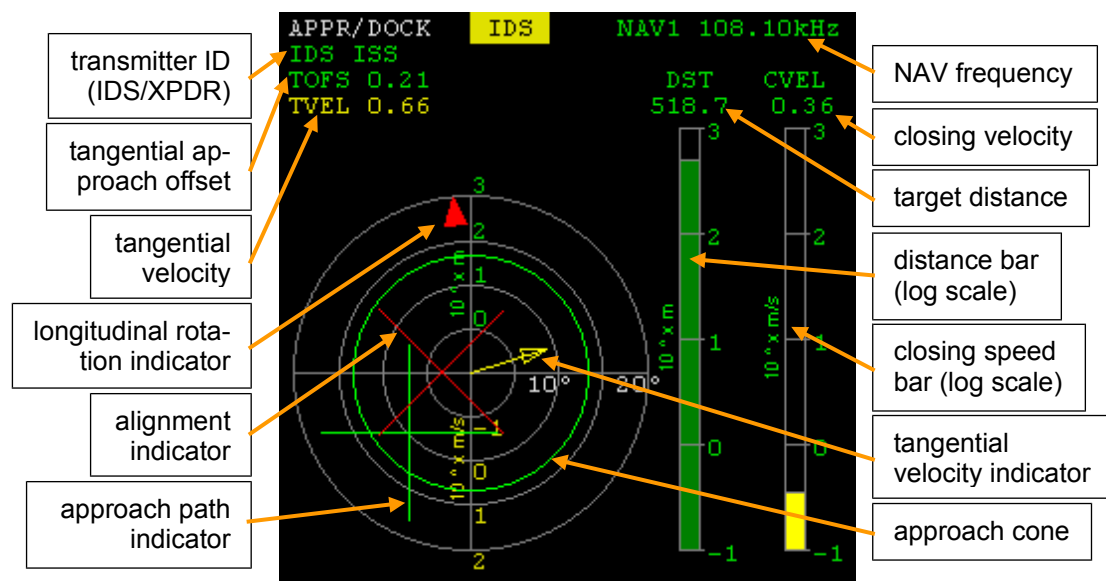 APPR/DOCK IDS NAV1 108.10kHz
IDS ISS
TOFS 0.21
TVEL 0.66
DST CVEL
518.7 0.36
transmitter ID
(IDS/XPDR)
tangential ap-
proach offset
tangential
velocity
longitudinal rota-
tion indicator
alignment
indicator
approach path
indicator
3
2
1
0
10^x m
10° 20°
-1
0
1
2
10^x m/s
3
2
1
0
-1
10^x m
3
2
1
0
-1
10^x m/s
NAV frequency
closing velocity
target distance
distance bar
(log scale)
closing speed
bar (log scale)
tangential
velocity indicator
approach cone